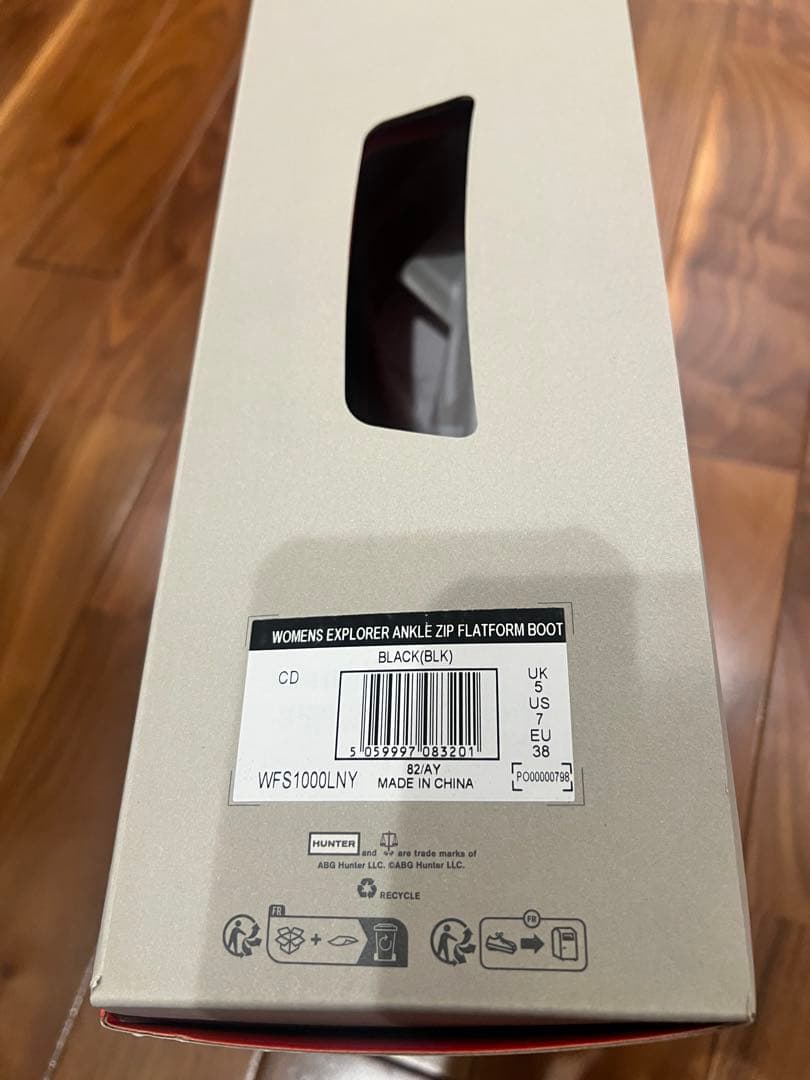 WOMENS EXPLORER ANKLE ZIP FLATFORM BOOT
BLACK(BLK)
CD
UK
5
US
7
EU
38
5 059997 083201
82/AY
WFS1000LNY
MADE IN CHINA
PO00000798
HUNTER and are trade marks of
ABG Hunter LLC. ©ABG Hunter LLC.
RECYCLE
FR
+
FR